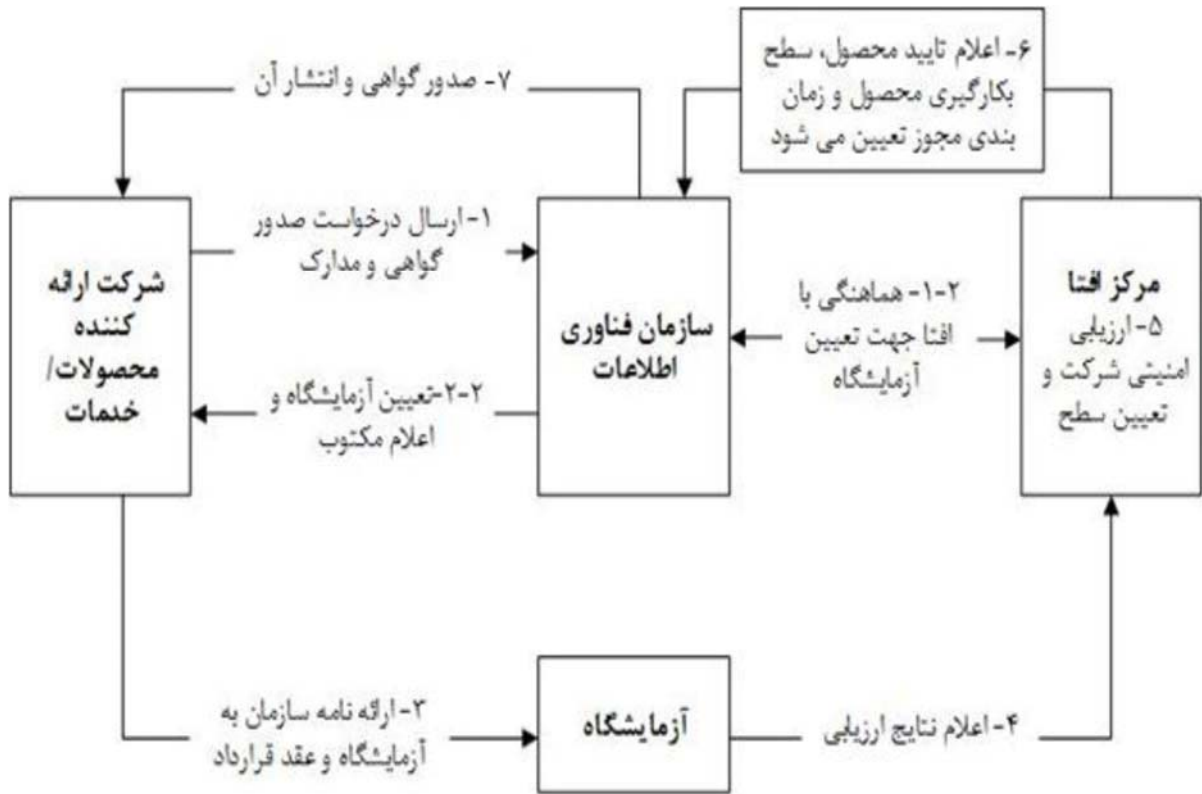 ۶- اعلام تایید محصول، سطح
بکارگیری محصول و زمان
بندی مجوز تعیین می شود
۷- صدور گواهی و انتشار آن
مرکز افتا
۵- ارزیابی
امنیتی شرکت و
تعیین سطح
۱-۲- هماهنگی با
افتا جهت تعیین
آزمایشگاه
سازمان فناوری
اطلاعات
۱- ارسال درخواست صدور
گواهی و مدارک
۲-۲-تعیین آزمایشگاه و
اعلام مکتوب
شرکت ارائه
کننده
محصولات/
خدمات
۳- ارائه نامه سازمان به
آزمایشگاه و عقد قرارداد
آزمایشگاه
۴- اعلام نتایج ارزیابی